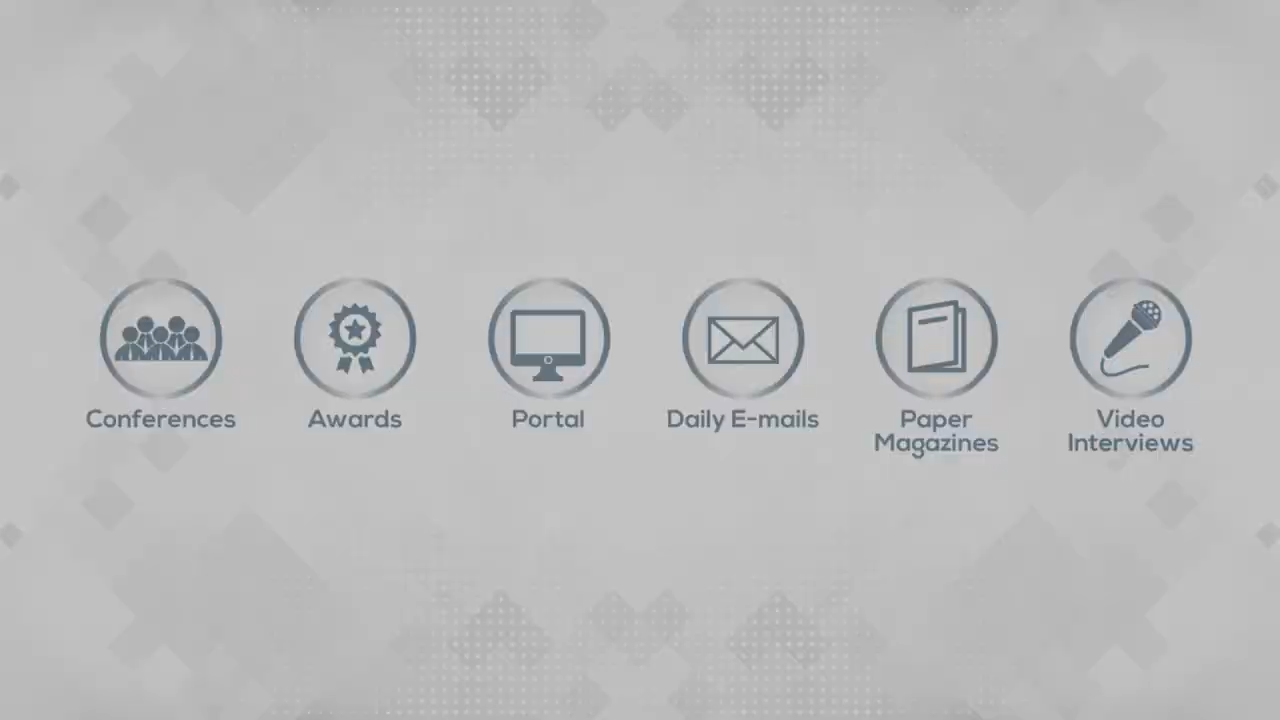 Conferences
Awards
Portal
Daily E-mails
Paper
Magazines
Video
Interviews